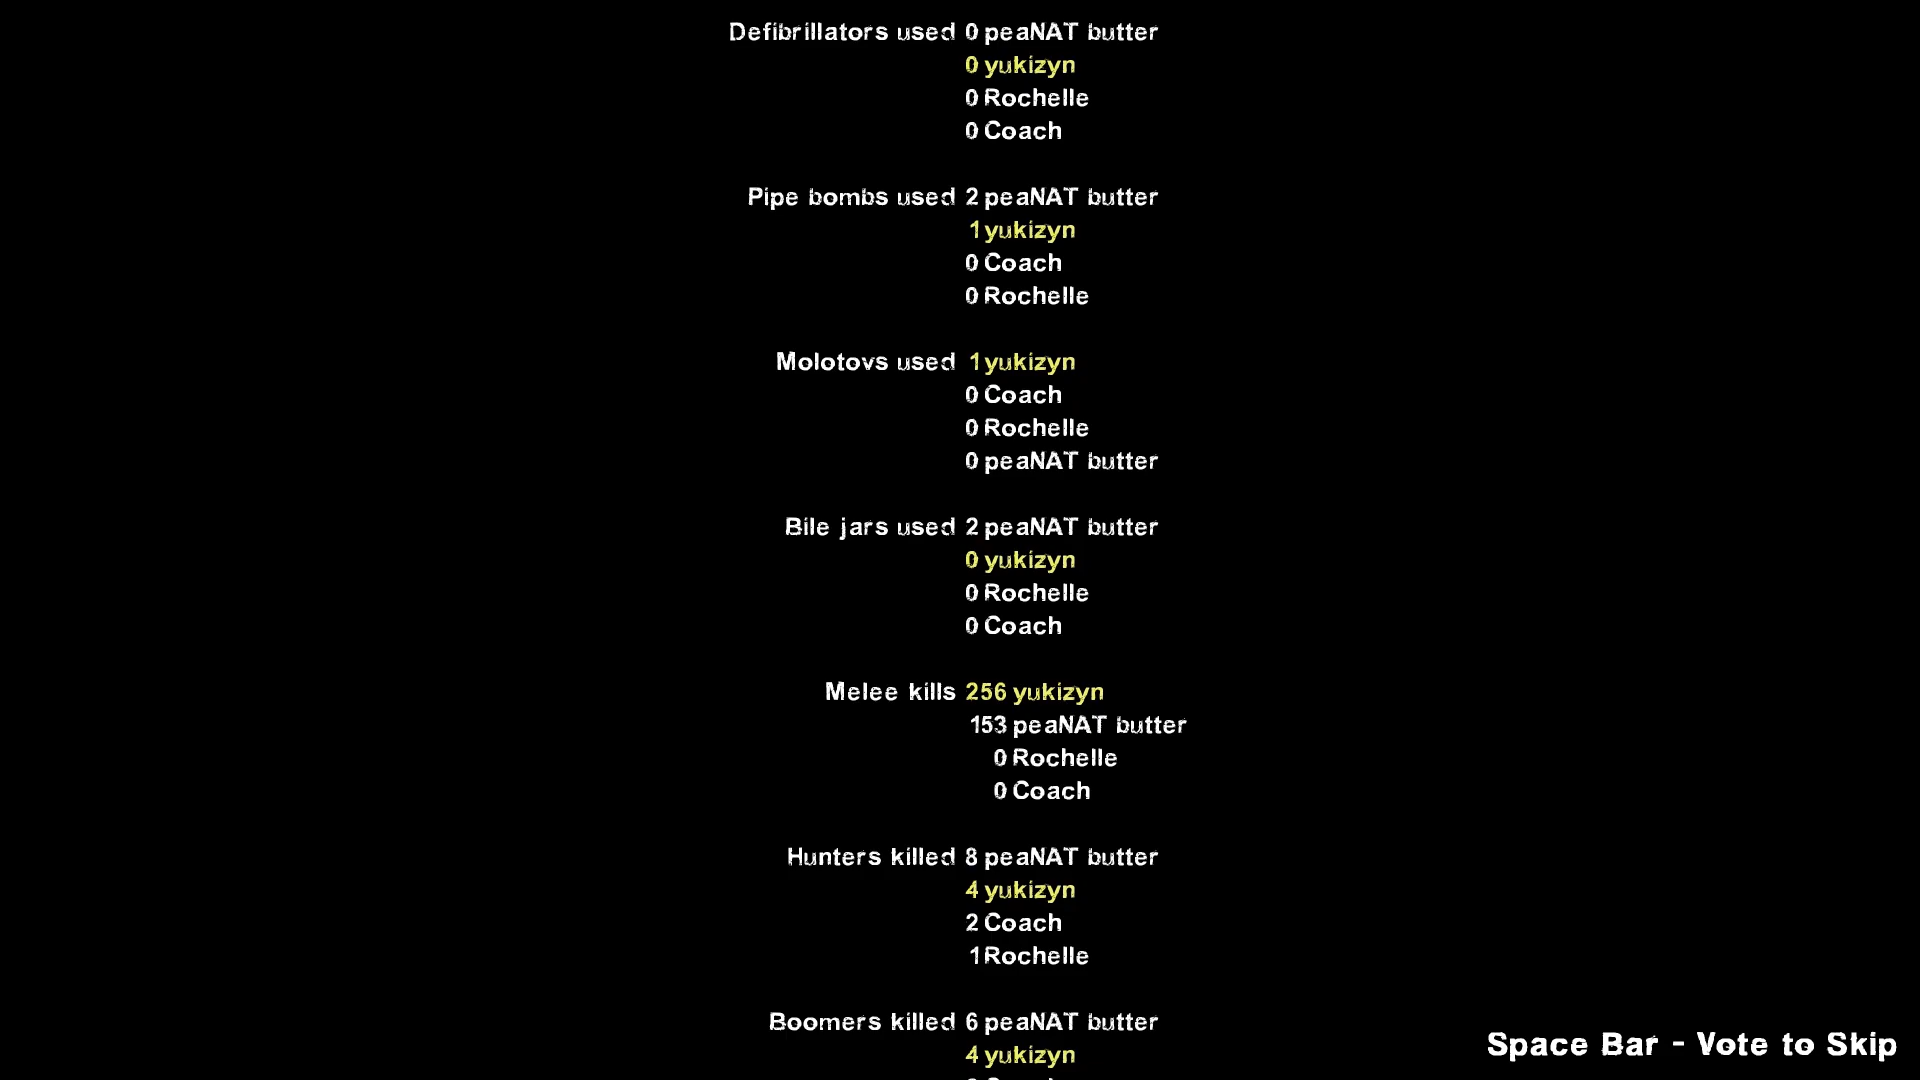 Defibrillators used 0 peaNAT butter
0 yukizyn
0 Rochelle
0 Coach
Pipe bombs used 2 peaNAT butter
1 yukizyn
0 Coach
0 Rochelle
Molotovs used 1 yukizyn
0 Coach
0 Rochelle
0 peaNAT butter
Bile jars used 2 peaNAT butter
0 yukizyn
0 Rochelle
0 Coach
Melee kills 256 yukizyn
153 peaNAT butter
0 Rochelle
0 Coach
Hunters killed 8 peaNAT butter
4 yukizyn
2 Coach
1 Rochelle
Boomers killed 6 peaNAT butter
4 yukizyn
Space Bar - Vote to Skip